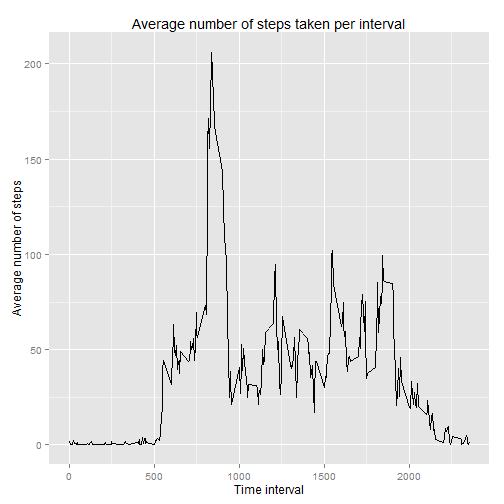 Average number of steps taken per interval
200
150
100
50
0
Average number of steps
0 500 1000 1500 2000
Time interval